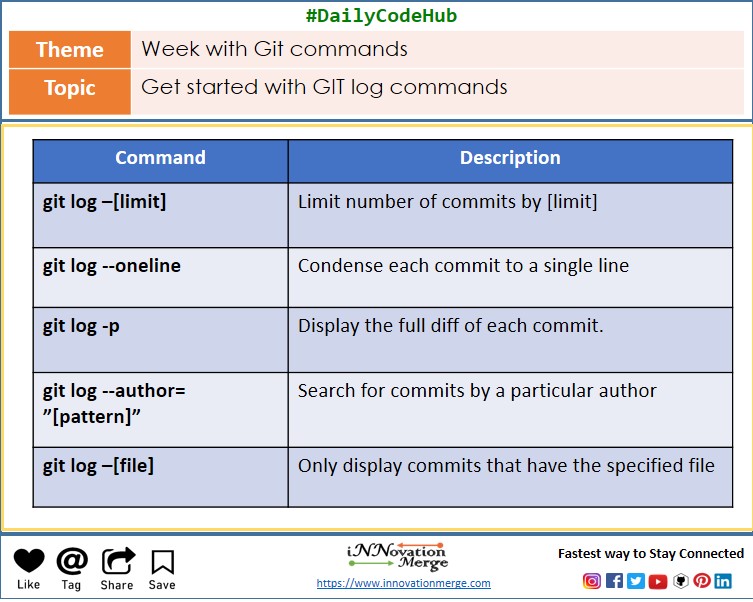 #DailyCodeHub
Theme Week with Git commands
Topic Get started with GIT log commands
Command Description
git log –[limit] Limit number of commits by [limit]
git log --oneline Condense each commit to a single line
git log -p Display the full diff of each commit.
git log --author= Search for commits by a particular author
”[pattern]”
git log –[file] Only display commits that have the specified file
Like Tag Share Save
iNNovation
Merge
https://www.innovationmerge.com
Fastest way to Stay Connected